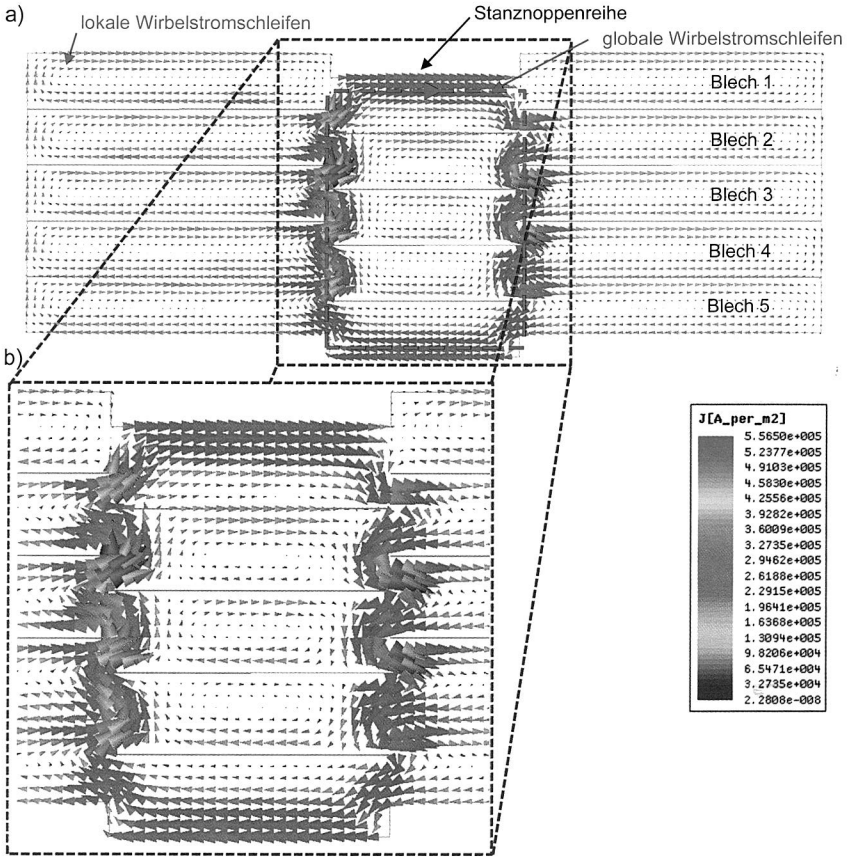 a)
lokale Wirbelstromschleifen
Stanznoppenreihe
globale Wirbelstromschleifen
Blech 1
Blech 2
Blech 3
Blech 4
Blech 5
b)
J[A_per_m2]
5.5650e+005
5.2377e+005
4.9103e+005
4.5830e+005
4.2556e+005
3.9282e+005
3.6009e+005
3.2735e+005
2.9462e+005
2.6188e+005
2.2915e+005
1.9641e+005
1.6368e+005
1.3094e+005
9.8206e+004
6.5471e+004
3.2735e+004
2.2808e-008